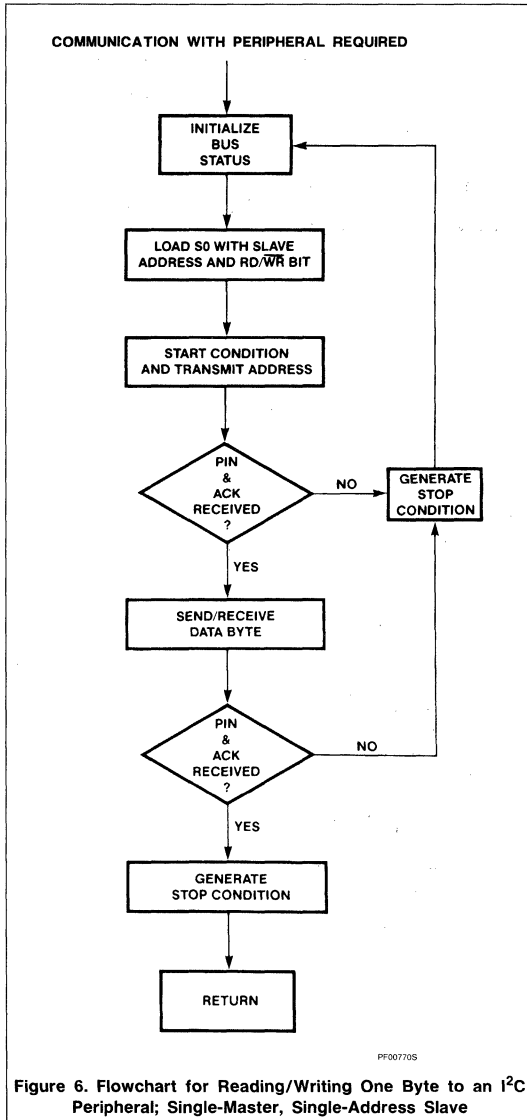 COMMUNICATION WITH PERIPHERAL REQUIRED
INITIALIZE
BUS
STATUS
LOAD S0 WITH SLAVE
ADDRESS AND RD/W̅R̅ BIT
START CONDITION
AND TRANSMIT ADDRESS
PIN
&
ACK
RECEIVED
?
NO
GENERATE
STOP
CONDITION
YES
SEND/RECEIVE
DATA BYTE
PIN
&
ACK
RECEIVED
?
NO
YES
GENERATE
STOP CONDITION
RETURN
PF00770S
Figure 6. Flowchart for Reading/Writing One Byte to an I²C
Peripheral; Single-Master, Single-Address Slave